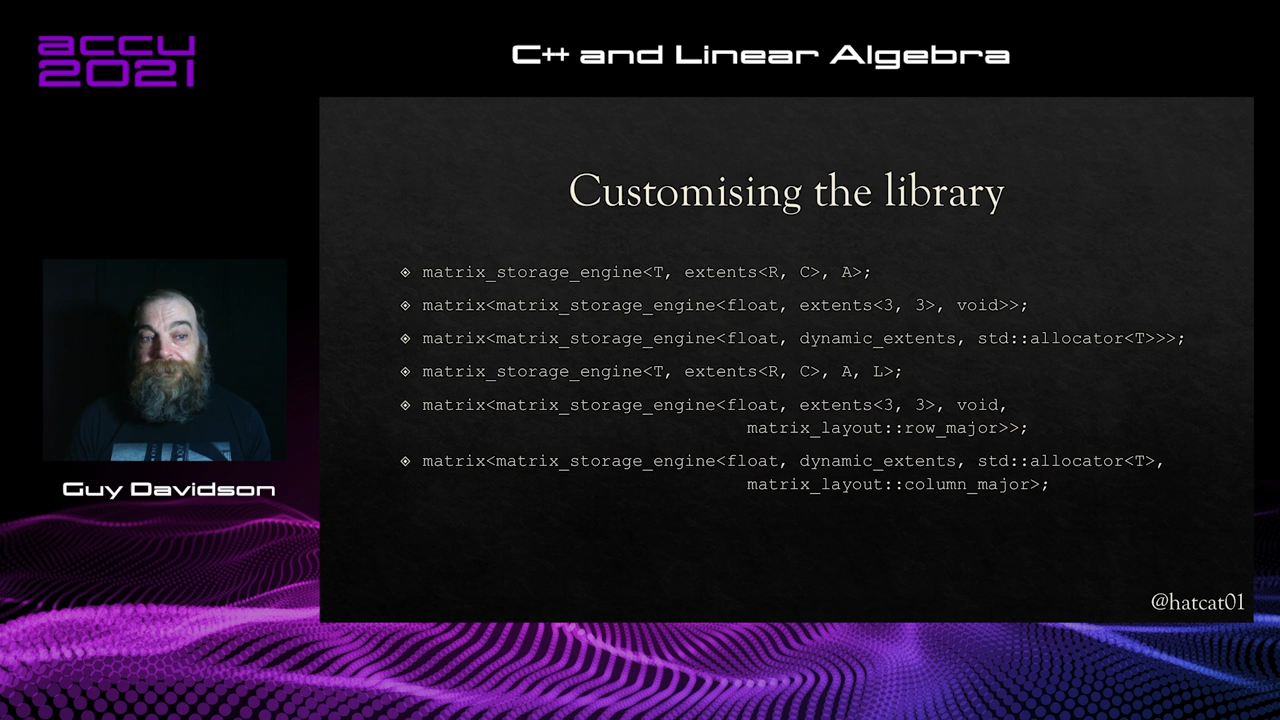 accu
2021
C++ and Linear Algebra
Customising the library
matrix_storage_engine<T, extents<R, C>, A>;
matrix<matrix_storage_engine<float, extents<3, 3>, void>>;
matrix<matrix_storage_engine<float, dynamic_extents, std::allocator<T>>>;
matrix_storage_engine<T, extents<R, C>, A, L>;
matrix<matrix_storage_engine<float, extents<3, 3>, void,
matrix_layout::row_major>>;
matrix<matrix_storage_engine<float, dynamic_extents, std::allocator<T>,
matrix_layout::column_major>;
Guy Davidson
@hatcat01